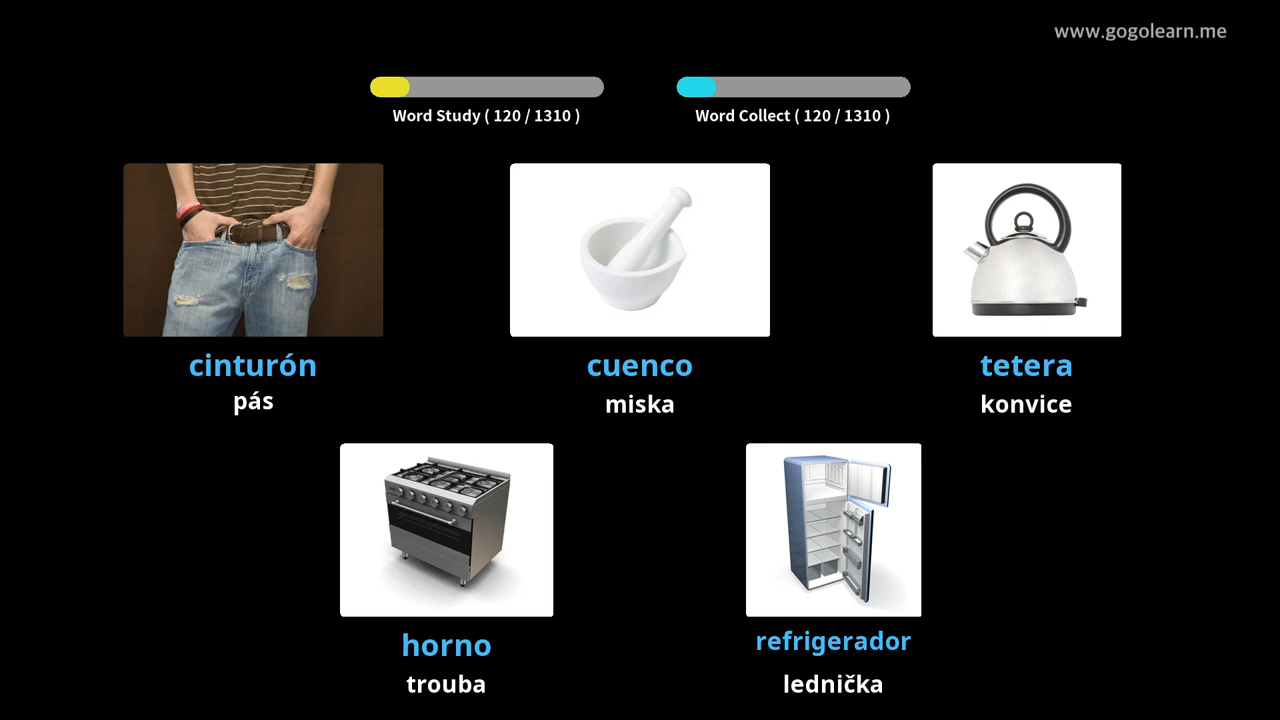 www.gogolearn.me
Word Study ( 120 / 1310 )
Word Collect ( 120 / 1310 )
cinturón
pás
cuenco
miska
tetera
konvice
horno
trouba
refrigerador
lednička